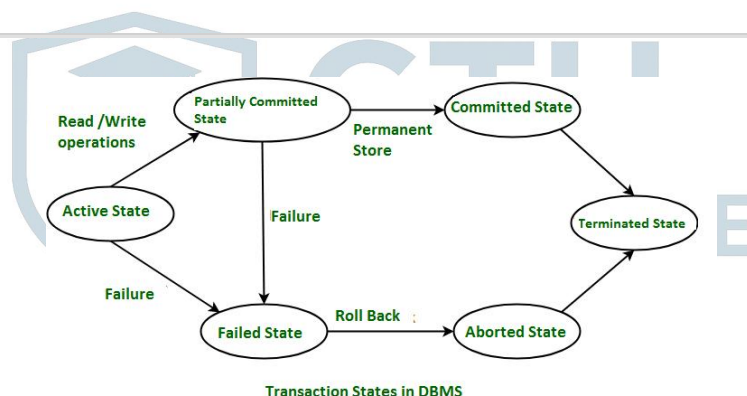 Partially Committed
State
Committed State
Read /Write
operations
Permanent
Store
Active State
Failure
Terminated State
Failure
Roll Back :
Failed State
Aborted State
Transaction States in DBMS